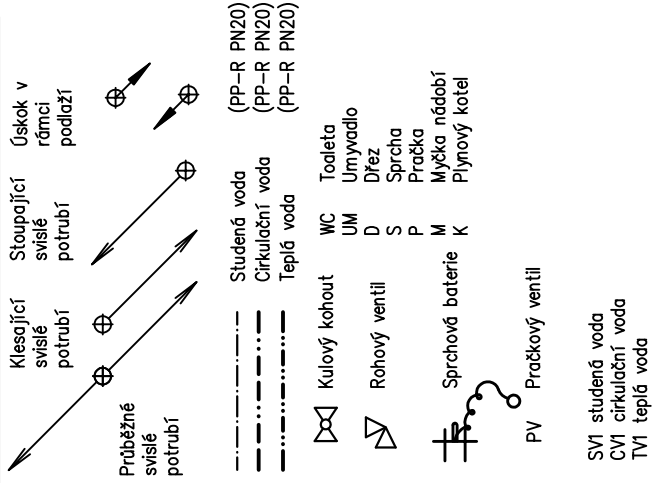 Průběžné
svislé
potrubí
Klesající
svislé
potrubí
Stoupající
svislé
potrubí
Úskok v
rámci
podlaží
Studená voda (PP-R PN20)
Cirkulační voda (PP-R PN20)
Teplá voda (PP-R PN20)
Kulový kohout
Rohový ventil
Sprchová baterie
PV Pračkový ventil
WC Toaleta
UM Umyvadlo
D Dřez
S Sprcha
P Pračka
M Myčka nádobí
K Plynový kotel
SV1 studená voda
CV1 cirkulační voda
TV1 teplá voda